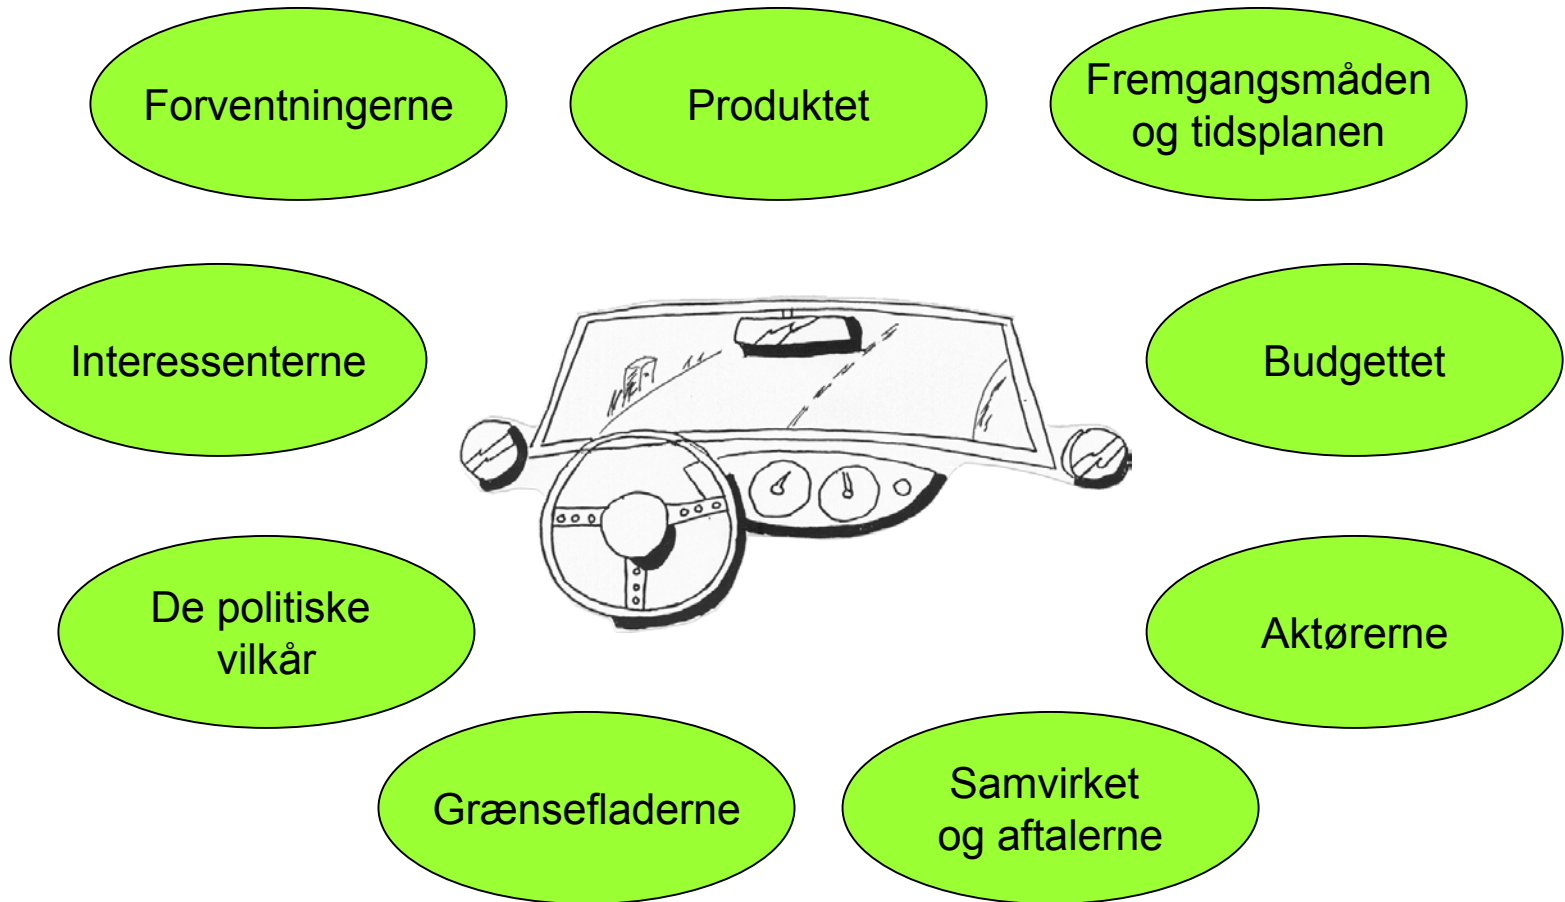 Forventningerne
Produktet
Fremgangsmåden
og tidsplanen
Interessenterne
Budgettet
De politiske
vilkår
Aktørerne
Grænsefladerne
Samvirket
og aftalerne